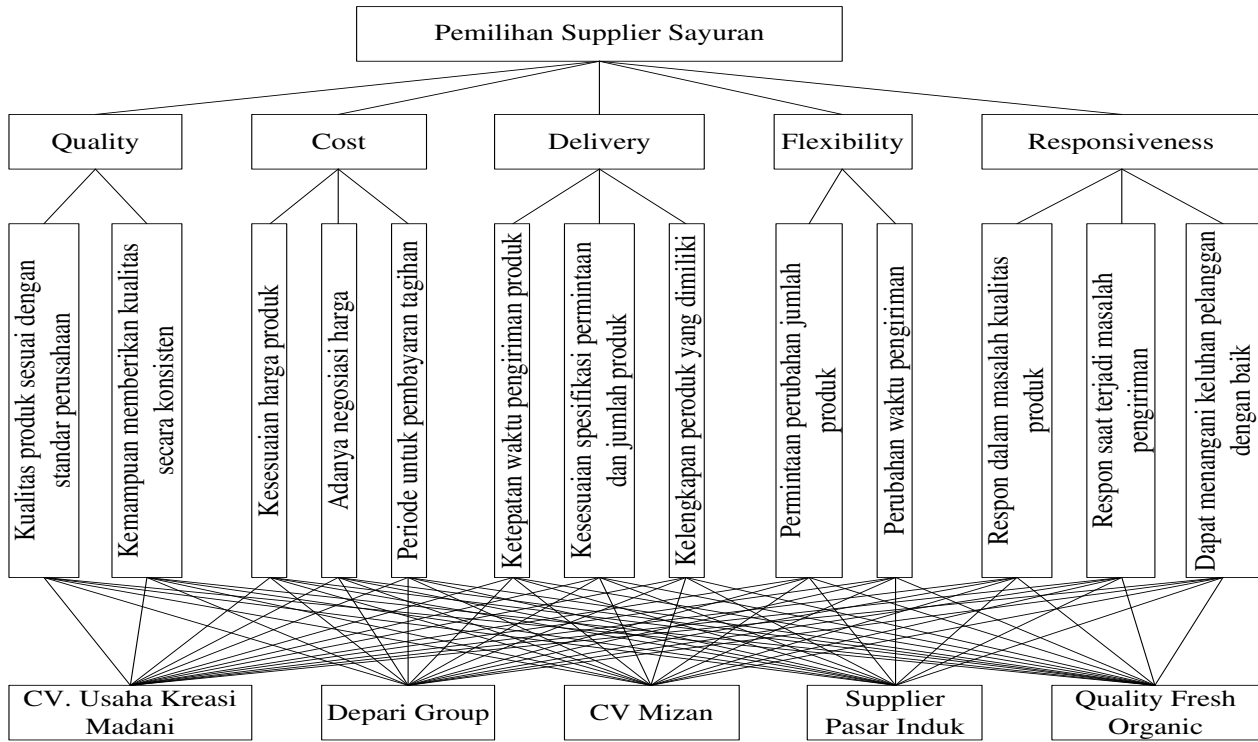 Pemilihan Supplier Sayuran
Quality
Cost
Delivery
Flexibility
Responsiveness
Kualitas produk sesuai dengan
standar perusahaan
Kemampuan memberikan kualitas
secara konsisten
Kesesuaian harga produk
Adanya negosiasi harga
Periode untuk pembayaran tagihan
Ketepatan waktu pengiriman produk
Kesesuaian spesifikasi permintaan
dan jumlah produk
Kelengkapan peroduk yang dimiliki
Permintaan perubahan jumlah
produk
Perubahan waktu pengiriman
Respon dalam masalah kualitas
produk
Respon saat terjadi masalah
pengiriman
Dapat menangani keluhan pelanggan
dengan baik
CV. Usaha Kreasi
Madani
Depari Group
CV Mizan
Supplier
Pasar Induk
Quality Fresh
Organic